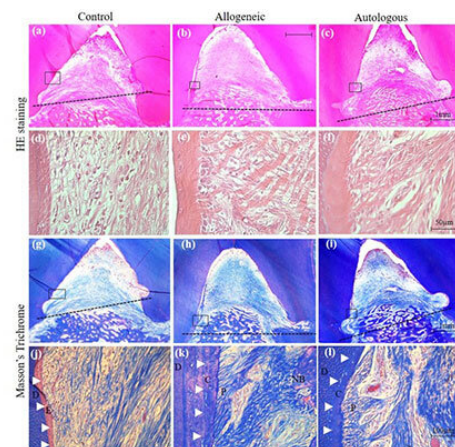 Control Allogeneic Autologous
HE staining
(a) (b) (c)
(d) (e) (f)
50μm
Masson's Trichrome
(g) (h) (i)
(j) (k) (l)
D E
D C P NB
D C P